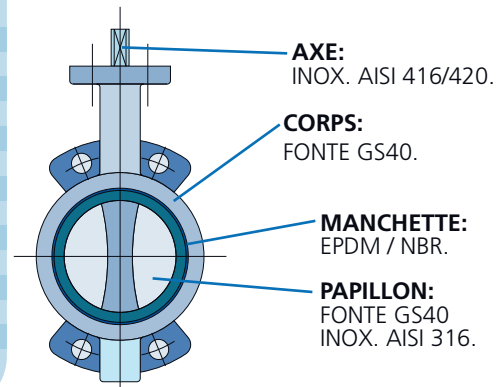 AXE:
INOX. AISI 416/420.
CORPS:
FONTE GS40.
MANCHETTE:
EPDM / NBR.
PAPILLON:
FONTE GS40
INOX. AISI 316.